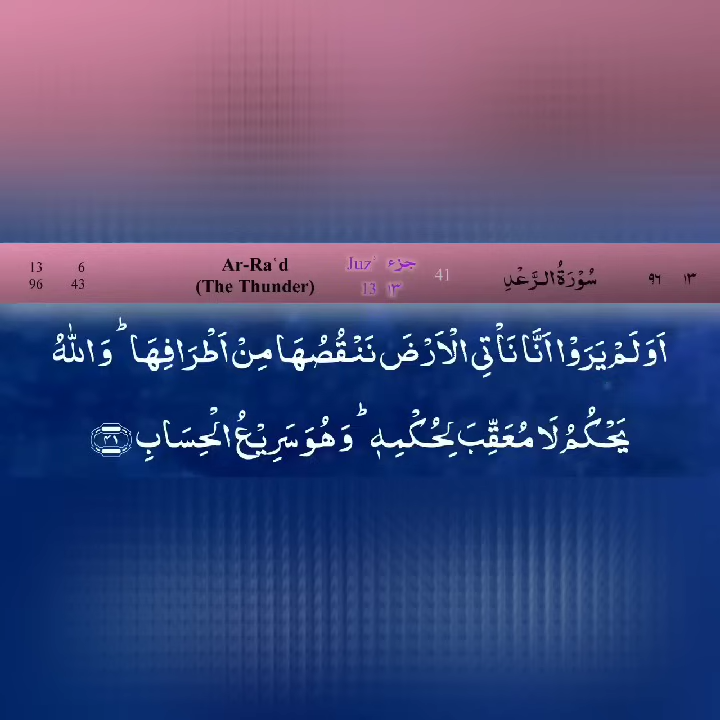 13 6 Ar-Ra'd Juz' جزء 41 سُوْرَةُ الرَّعْدِ ٩٦ ١٣
96 43 (The Thunder) 13 ١٣
اَوَلَمْ يَرَوْا اَنَّا نَاْتِى الْاَرْضَ نَنْقُصُهَا مِنْ اَطْرَافِهَا ؕ وَاللّٰهُ
يَحْكُمُ لَا مُعَقِّبَ لِحُكْمِهٖ ؕ وَهُوَ سَرِيْعُ الْحِسَابِ ۴۱